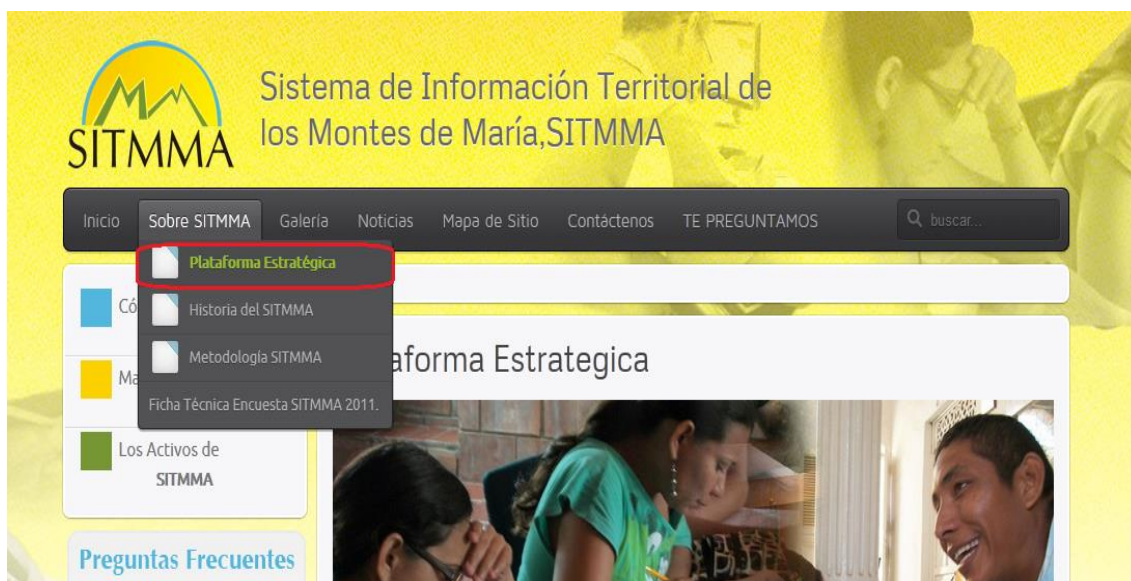 SITMMA
Sistema de Información Territorial de
los Montes de María,SITMMA
Inicio Sobre SITMMA Galería Noticias Mapa de Sitio Contáctenos TE PREGUNTAMOS buscar...
Plataforma Estratégica
Historia del SITMMA
Metodología SITMMA
Ficha Técnica Encuesta SITMMA 2011.
Los Activos de
SITMMA
Preguntas Frecuentes
aforma Estrategica